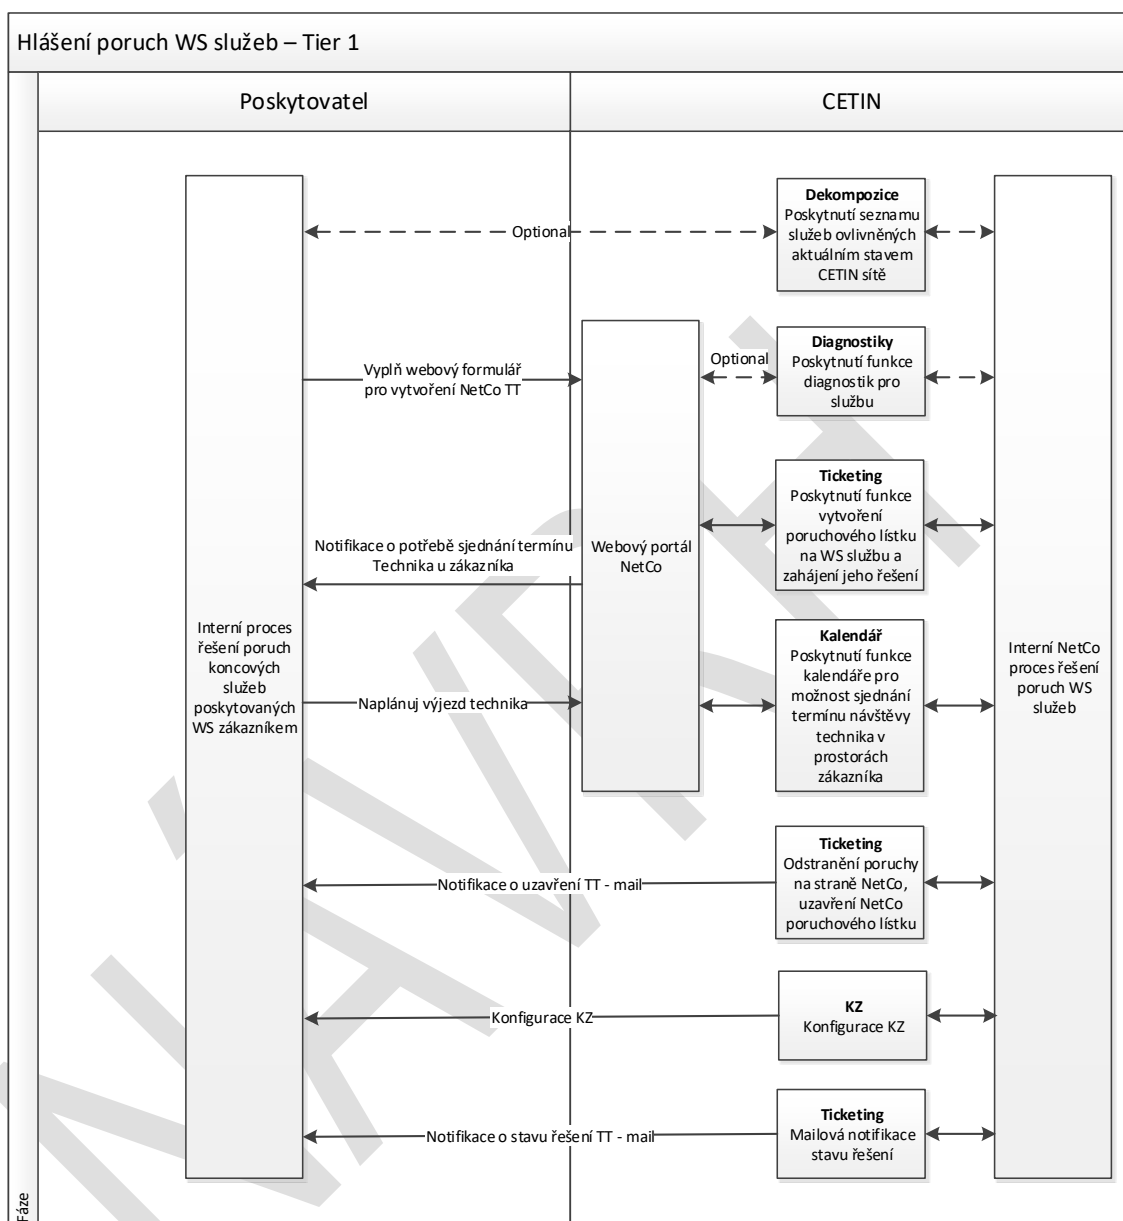 Hlášení poruch WS služeb – Tier 1
Poskytovatel
CETIN
Dekompozice
Poskytnutí seznamu
služeb ovlivněných
aktuálním stavem
CETIN sítě
Optional
Diagnostiky
Poskytnutí funkce
diagnostik pro
službu
Optional
Vyplň webový formulář
pro vytvoření NetCo TT
Ticketing
Poskytnutí funkce
vytvoření
poruchového lístku
na WS službu a
zahájení jeho řešení
Notifikace o potřebě sjednání termínu
Technika u zákazníka
Webový portál
NetCo
Interní proces
řešení poruch
koncových
služeb
poskytovaných
WS zákazníkem
Kalendář
Poskytnutí funkce
kalendáře pro
možnost sjednání
termínu návštěvy
technika v
prostorách
zákazníka
Interní NetCo
proces řešení
poruch WS
služeb
Naplánuj výjezd technika
Ticketing
Odstranění poruchy
na straně NetCo,
uzavření NetCo
poruchového lístku
Notifikace o uzavření TT - mail
KZ
Konfigurace KZ
Konfigurace KZ
Ticketing
Mailová notifikace
stavu řešení
Notifikace o stavu řešení TT - mail
Fáze
NÁVRH